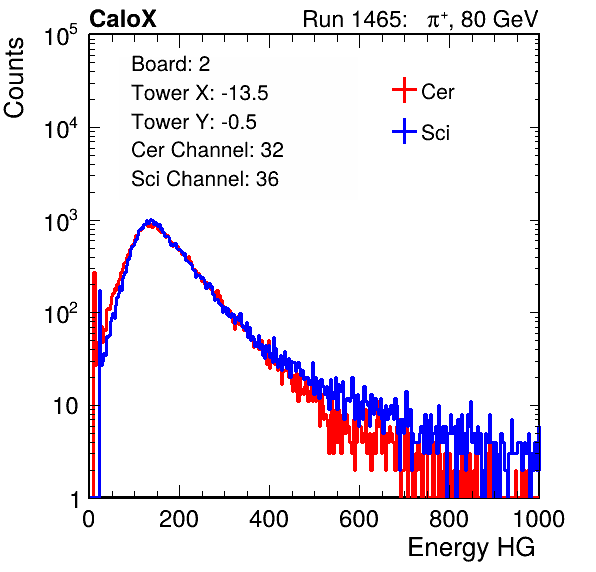 CaloX Run 1465: π⁺, 80 GeV
Counts
10⁵
10⁴
10³
10²
10
1
Board: 2
Tower X: -13.5
Tower Y: -0.5
Cer Channel: 32
Sci Channel: 36
Cer
Sci
0 200 400 600 800 1000
Energy HG